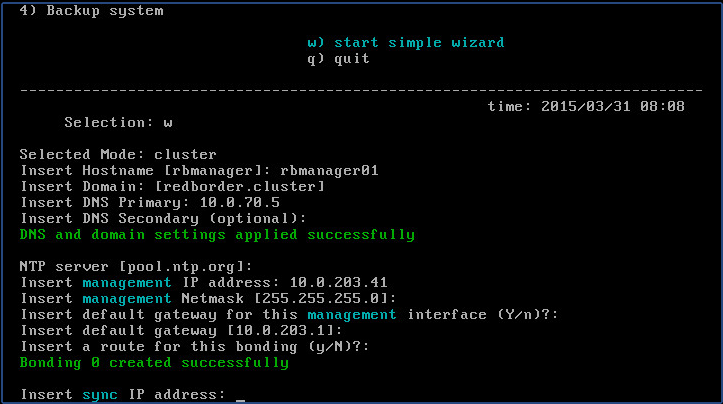 4) Backup system
w) start simple wizard
q) quit
---------------------------------------------------------------------------------------
time: 2015/03/31 08:08
Selection: w
Selected Mode: cluster
Insert Hostname [rbmanager]: rbmanager01
Insert Domain: [redborder.cluster]
Insert DNS Primary: 10.0.70.5
Insert DNS Secondary (optional):
DNS and domain settings applied successfully
NTP server [pool.ntp.org]:
Insert management IP address: 10.0.203.41
Insert management Netmask [255.255.255.0]:
Insert default gateway for this management interface (Y/n)?:
Insert default gateway [10.0.203.1]:
Insert a route for this bonding (y/N)?:
Bonding 0 created successfully
Insert sync IP address: _